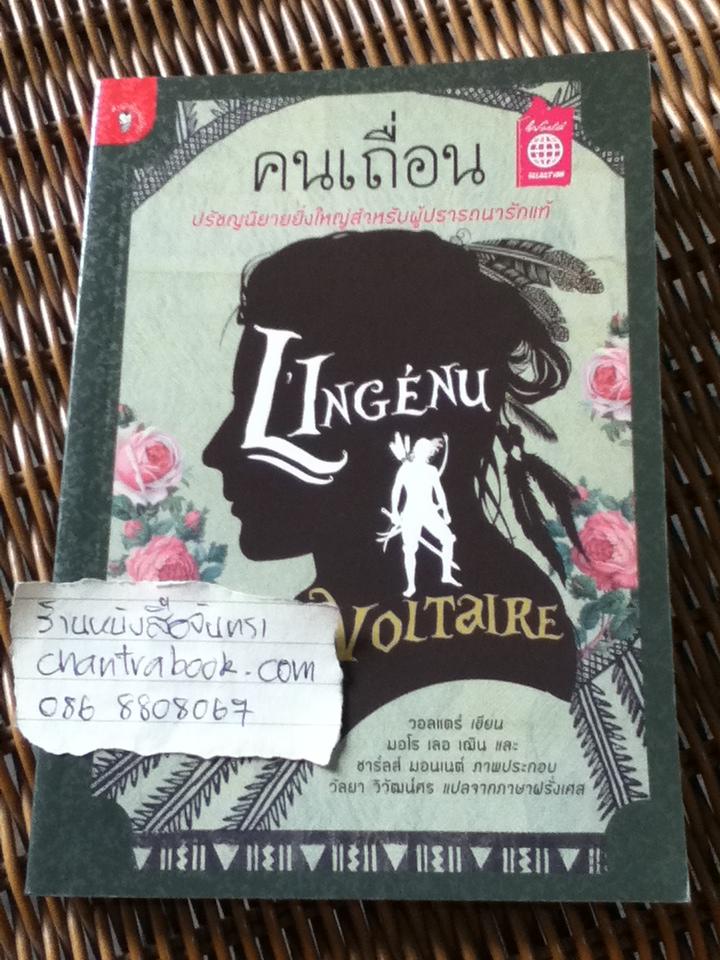 คนเถื่อน
World
SELECTION
ปรัชญนิยายยิ่งใหญ่สำหรับผู้ปรารถนารักแท้
L'INGÉNU
VOLTAIRE
ร้านหนังสือจันทรา
chantrabook.com
086 8808067
วอลแตร์ เขียน
มอโร เลอ เฌิน และ
ชาร์ลส์ มอนเนต์ ภาพประกอบ
วัลยา วิวัฒน์ศร แปลจากภาษาฝรั่งเศส